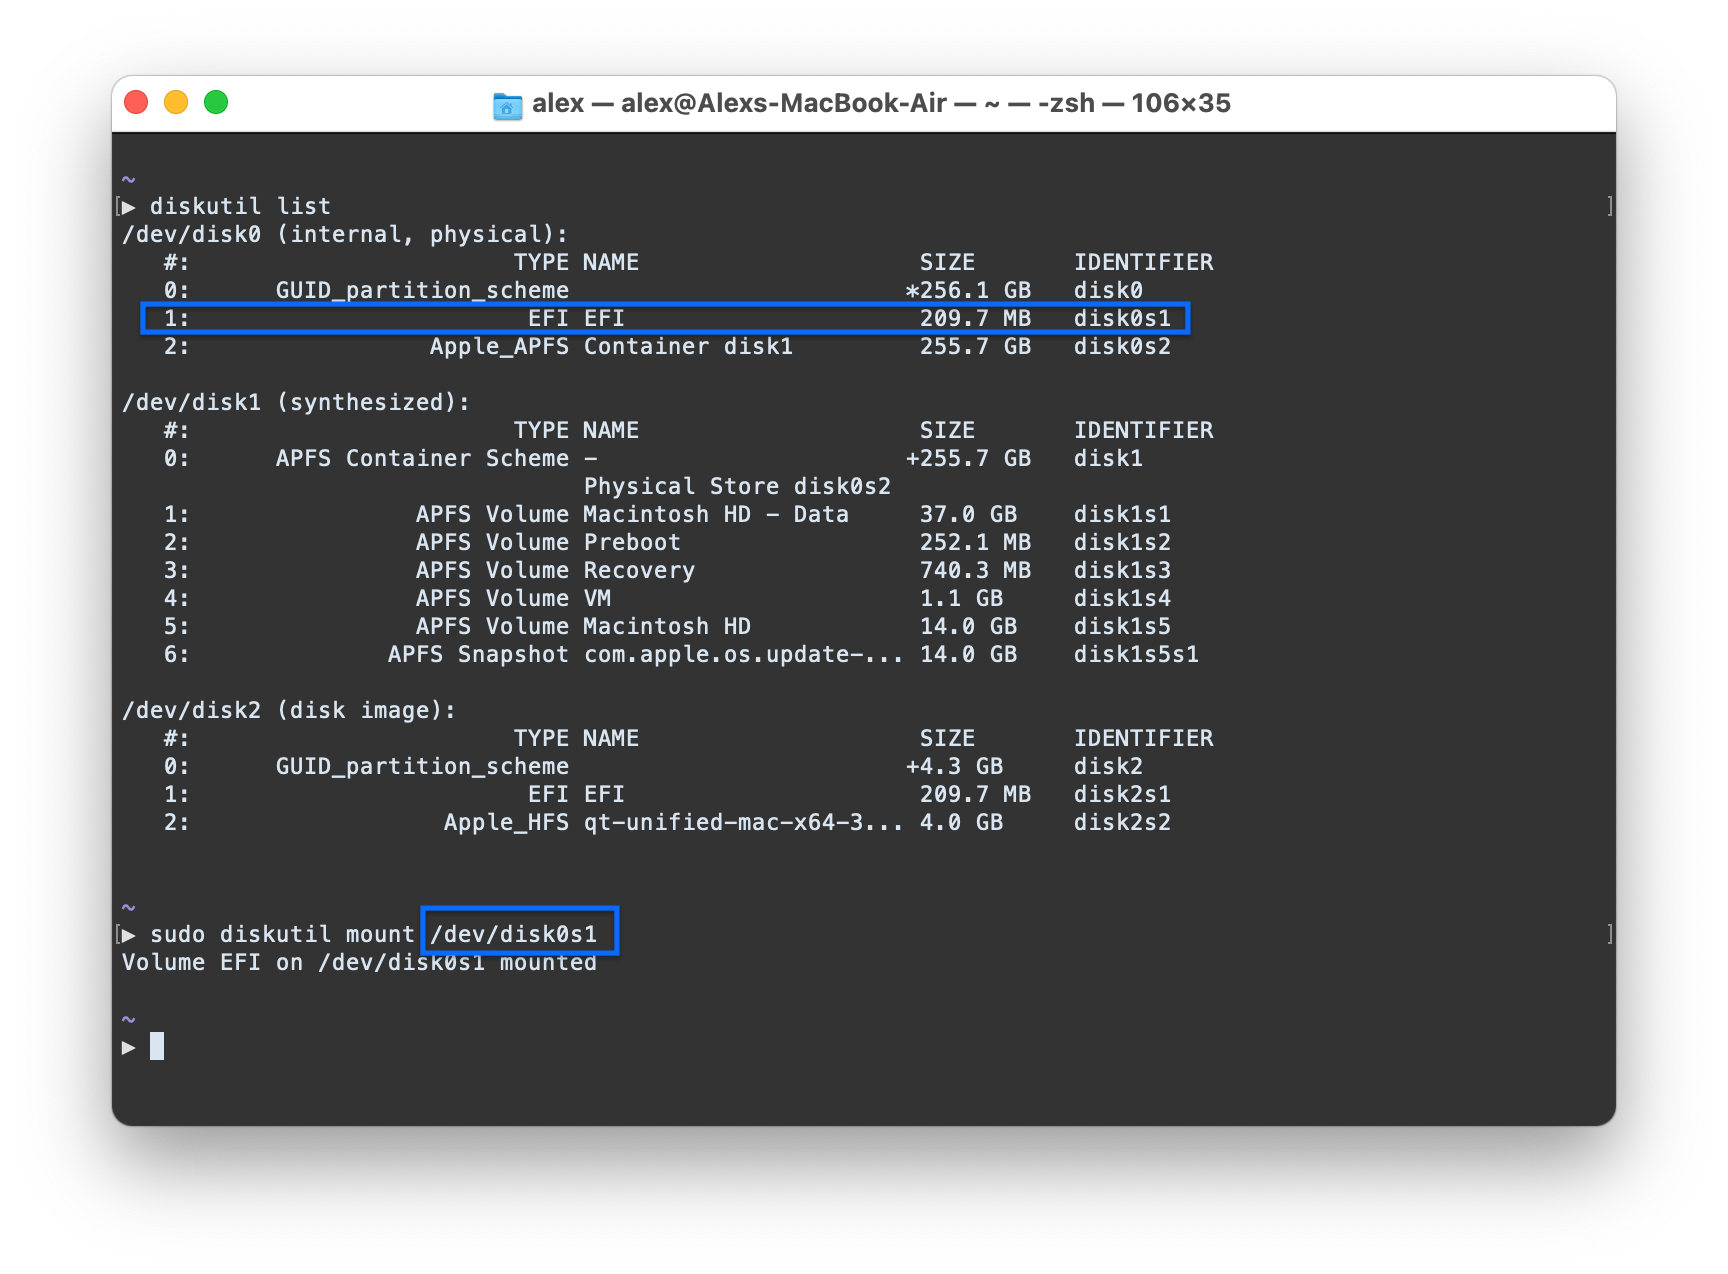 alex — alex@Alexs-MacBook-Air — ~ — -zsh — 106×35
~
[▶ diskutil list ]
/dev/disk0 (internal, physical):
   #:                       TYPE NAME                    SIZE       IDENTIFIER
   0:      GUID_partition_scheme                        *256.1 GB   disk0
   1:                        EFI EFI                     209.7 MB   disk0s1
   2:                 Apple_APFS Container disk1         255.7 GB   disk0s2
/dev/disk1 (synthesized):
   #:                       TYPE NAME                    SIZE       IDENTIFIER
   0:      APFS Container Scheme -                      +255.7 GB   disk1
                                 Physical Store disk0s2
   1:                APFS Volume Macintosh HD - Data     37.0 GB    disk1s1
   2:                APFS Volume Preboot                 252.1 MB   disk1s2
   3:                APFS Volume Recovery                740.3 MB   disk1s3
   4:                APFS Volume VM                      1.1 GB     disk1s4
   5:                APFS Volume Macintosh HD            14.0 GB    disk1s5
   6:              APFS Snapshot com.apple.os.update-... 14.0 GB    disk1s5s1
/dev/disk2 (disk image):
   #:                       TYPE NAME                    SIZE       IDENTIFIER
   0:      GUID_partition_scheme                        +4.3 GB     disk2
   1:                        EFI EFI                     209.7 MB   disk2s1
   2:                  Apple_HFS qt-unified-mac-x64-3... 4.0 GB     disk2s2
~
[▶ sudo diskutil mount /dev/disk0s1 ]
Volume EFI on /dev/disk0s1 mounted
~
▶